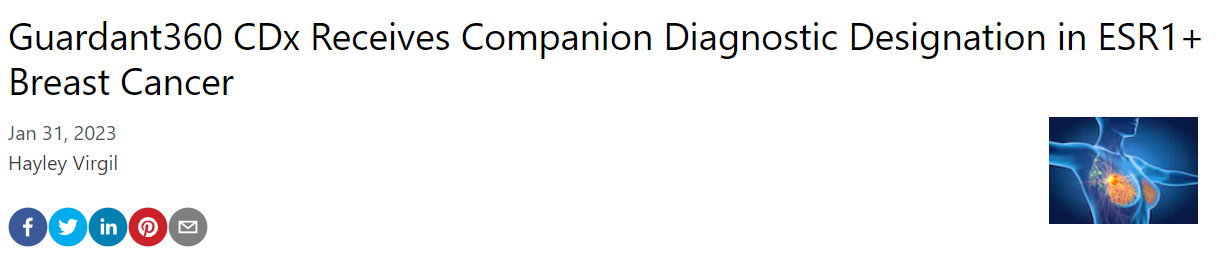 Guardant360 CDx Receives Companion Diagnostic Designation in ESR1+
Breast Cancer
Jan 31, 2023
Hayley Virgil